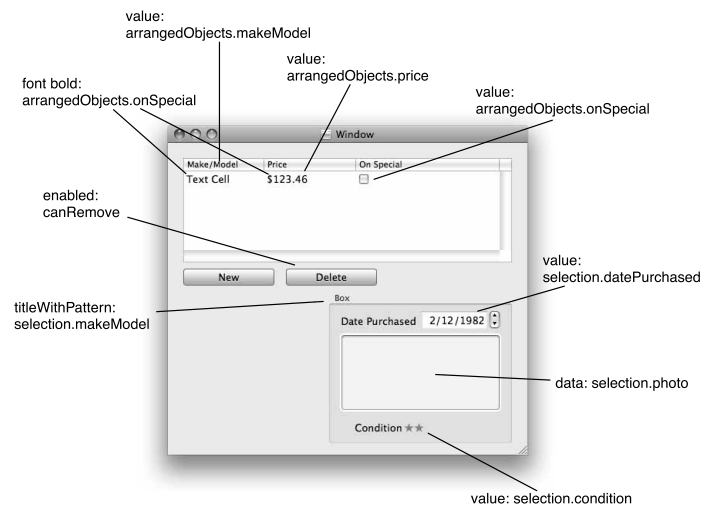 value:
arrangedObjects.makeModel
value:
arrangedObjects.price
font bold:
arrangedObjects.onSpecial
value:
arrangedObjects.onSpecial
Window
Make/Model Price On Special
Text Cell $123.46
enabled:
canRemove
New Delete
value:
selection.datePurchased
titleWithPattern:
selection.makeModel
Box
Date Purchased 2/12/1982
data: selection.photo
Condition ★★
value: selection.condition